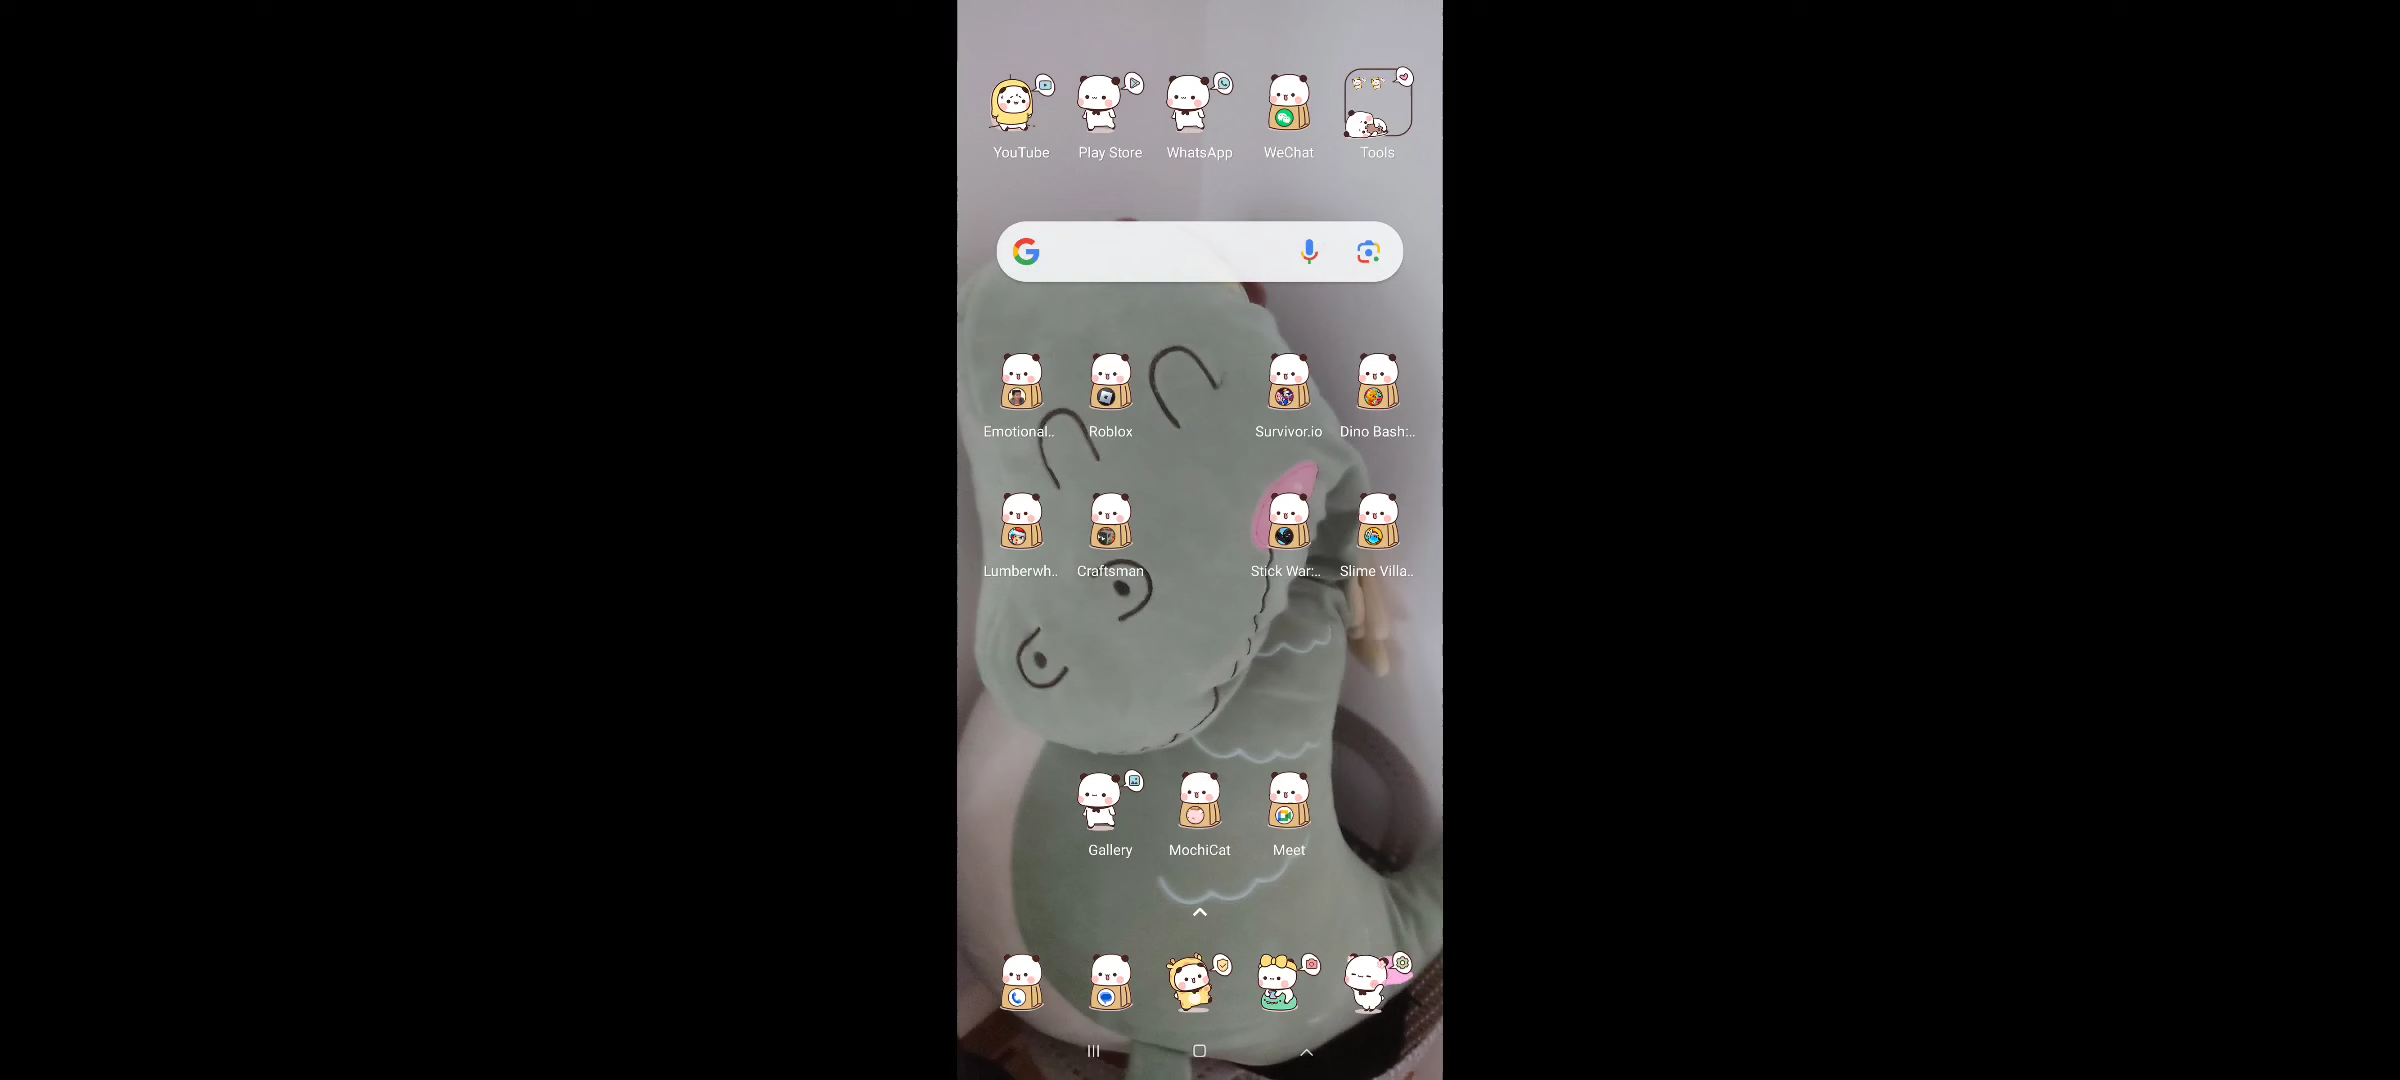 YouTube Play Store WhatsApp WeChat Tools
Emotional.. Roblox Survivor.io Dino Bash:..
Lumberwh.. Craftsman Stick War:.. Slime Villa..
Gallery MochiCat Meet